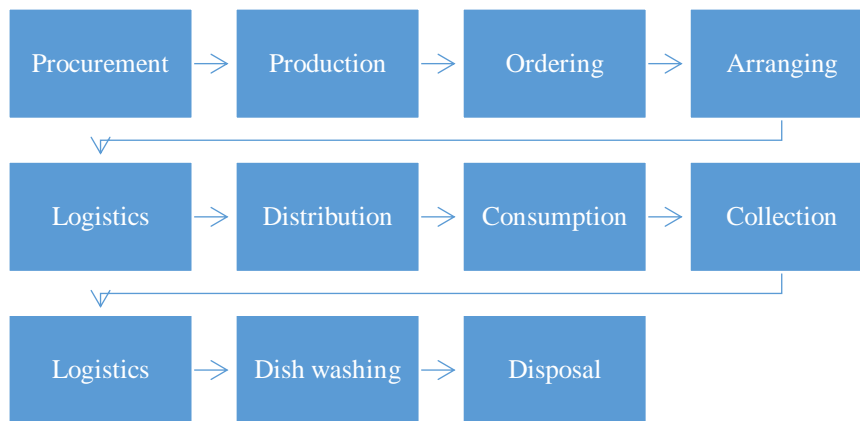 Procurement
Production
Ordering
Arranging
Logistics
Distribution
Consumption
Collection
Logistics
Dish washing
Disposal